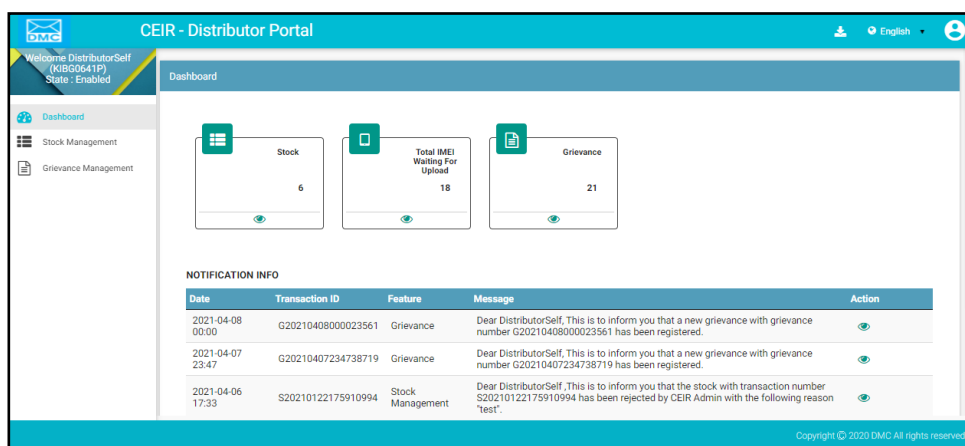 DMC
CEIR - Distributor Portal
English
Welcome DistributorSelf
(KIBG0641P)
State : Enabled
Dashboard
Dashboard
Stock Management
Grievance Management
Stock
6
Total IMEI
Waiting For
Upload
18
Grievance
21
NOTIFICATION INFO
Date Transaction ID Feature Message Action
2021-04-08
00:00
G20210408000023561
Grievance
Dear DistributorSelf, This is to inform you that a new grievance with grievance
number G20210408000023561 has been registered.
2021-04-07
23:47
G20210407234738719
Grievance
Dear DistributorSelf, This is to inform you that a new grievance with grievance
number G20210407234738719 has been registered.
2021-04-06
17:33
S20210122175910994
Stock
Management
Dear DistributorSelf ,This is to inform you that the stock with transaction number
S20210122175910994 has been rejected by CEIR Admin with the following reason
"test".
Copyright © 2020 DMC All rights reserved